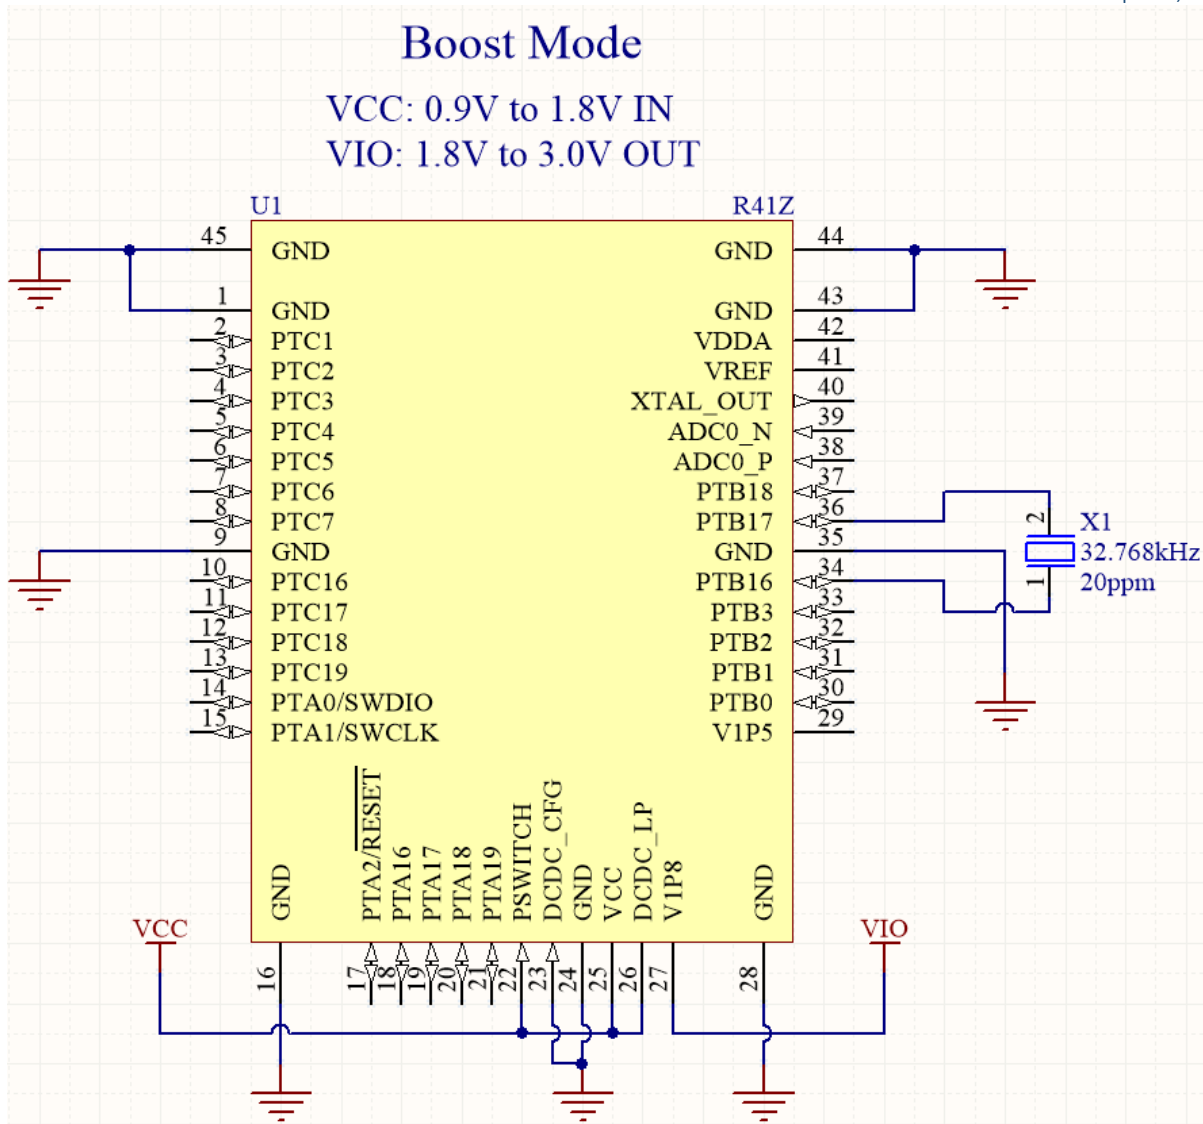 Boost Mode
VCC: 0.9V to 1.8V IN
VIO: 1.8V to 3.0V OUT
U1 R41Z
45 GND GND 44
1 GND GND 43
2 PTC1 VDDA 42
3 PTC2 VREF 41
4 PTC3 XTAL_OUT 40
5 PTC4 ADC0_N 39
6 PTC5 ADC0_P 38
7 PTC6 PTB18 37
8 PTC7 PTB17 36 2 X1
9 GND GND 35 32.768kHz
10 PTC16 PTB16 34 1 20ppm
11 PTC17 PTB3 33
12 PTC18 PTB2 32
13 PTC19 PTB1 31
14 PTA0/SWDIO PTB0 30
15 PTA1/SWCLK V1P5 29
GND PTA2/RESET PTA16 PTA17 PTA18 PTA19 PSWITCH DCDC_CFG GND VCC DCDC_LP V1P8 GND
VCC VIO
16 17 18 19 20 21 22 23 24 25 26 27 28